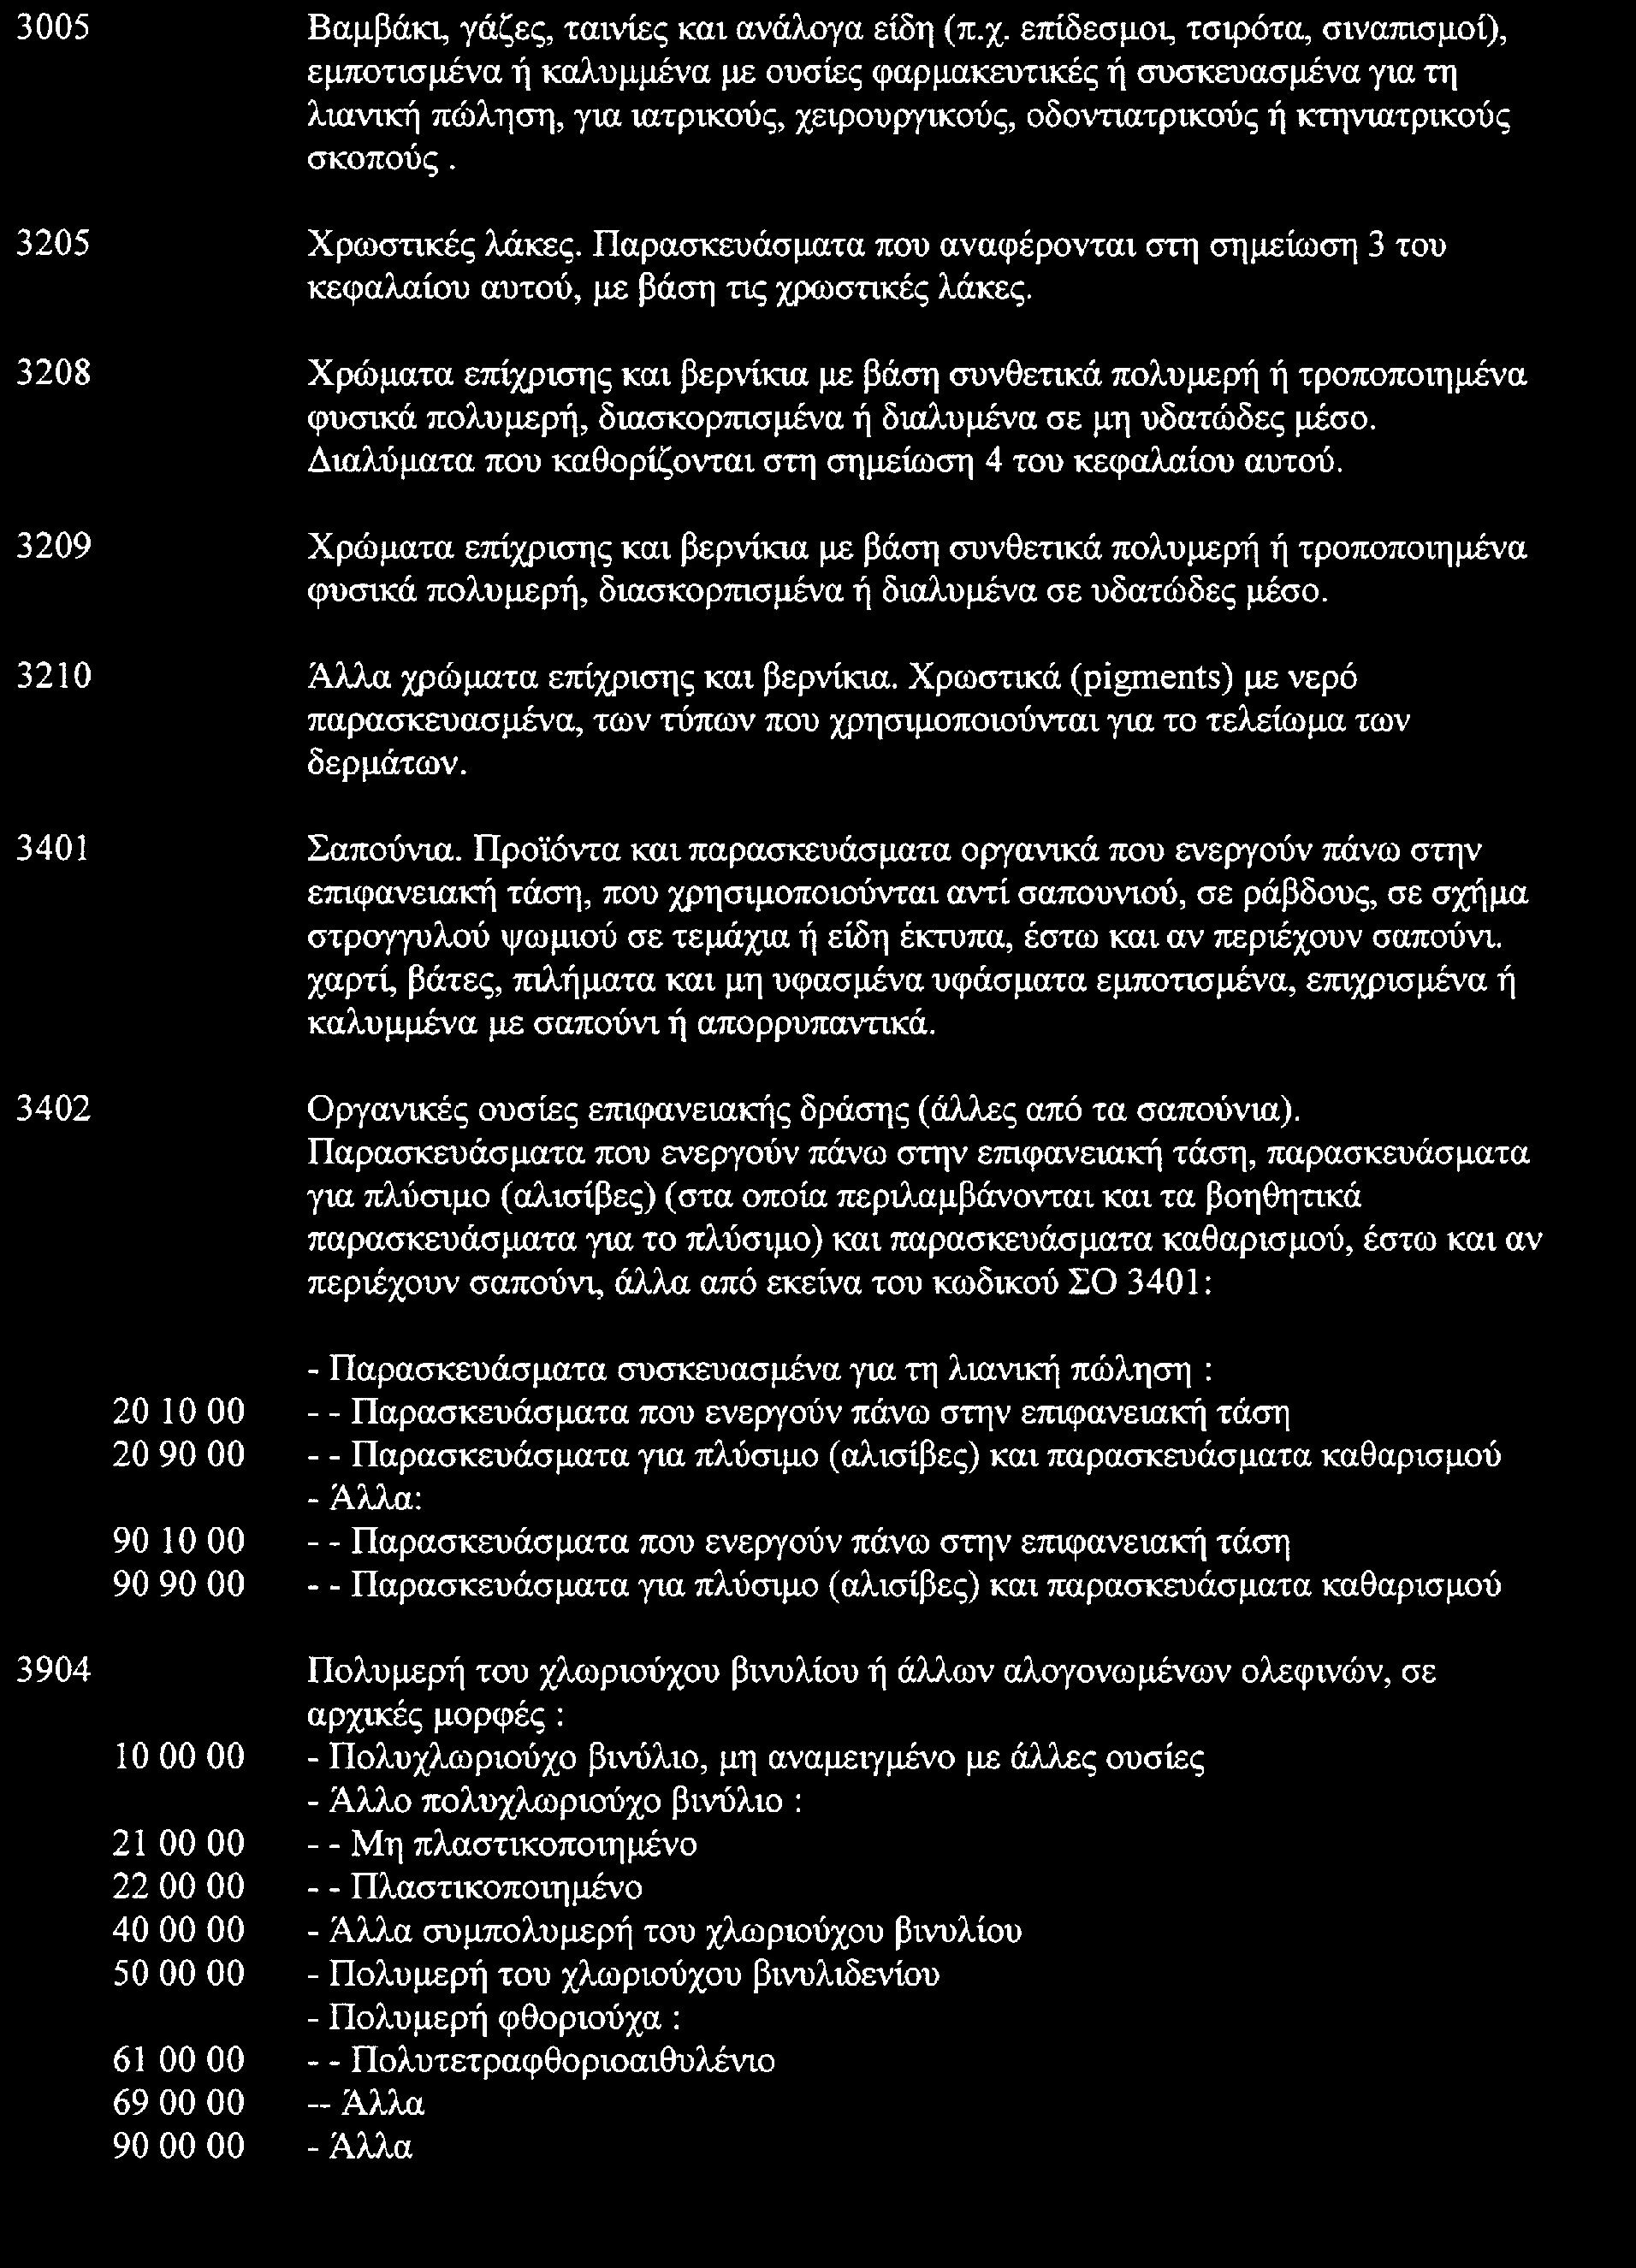 3005 Βαμβάκι, γάζες, ταινίες και ανάλογα είδη (π.χ. επίδεσμοι, τσιρότα, σιναπισμοί),
εμποτισμένα ή καλυμμένα με ουσίες φαρμακευτικές ή συσκευασμένα για τη
λιανική πώληση, για ιατρικούς, χειρουργικούς, οδοντιατρικούς ή κτηνιατρικούς
σκοπούς .
3205 Χρωστικές λάκες. Παρασκευάσματα που αναφέρονται στη σημείωση 3 του
κεφαλαίου αυτού, με βάση τις χρωστικές λάκες.
3208 Χρώματα επίχρισης και βερνίκια με βάση συνθετικά πολυμερή ή τροποποιημένα
φυσικά πολυμερή, διασκορπισμένα ή διαλυμένα σε μη υδατώδες μέσο.
Διαλύματα που καθορίζονται στη σημείωση 4 του κεφαλαίου αυτού.
3209 Χρώματα επίχρισης και βερνίκια με βάση συνθετικά πολυμερή ή τροποποιημένα
φυσικά πολυμερή, διασκορπισμένα ή διαλυμένα σε υδατώδες μέσο.
3210 Άλλα χρώματα επίχρισης και βερνίκια. Χρωστικά (pigments) με νερό
παρασκευασμένα, των τύπων που χρησιμοποιούνται για το τελείωμα των
δερμάτων.
3401 Σαπούνια. Προϊόντα και παρασκευάσματα οργανικά που ενεργούν πάνω στην
επιφανειακή τάση, που χρησιμοποιούνται αντί σαπουνιού, σε ράβδους, σε σχήμα
στρογγυλού ψωμιού σε τεμάχια ή είδη έκτυπα, έστω και αν περιέχουν σαπούνι.
χαρτί, βάτες, πιλήματα και μη υφασμένα υφάσματα εμποτισμένα, επιχρισμένα ή
καλυμμένα με σαπούνι ή απορρυπαντικά.
3402 Οργανικές ουσίες επιφανειακής δράσης (άλλες από τα σαπούνια).
Παρασκευάσματα που ενεργούν πάνω στην επιφανειακή τάση, παρασκευάσματα
για πλύσιμο (αλισίβες) (στα οποία περιλαμβάνονται και τα βοηθητικά
παρασκευάσματα για το πλύσιμο) και παρασκευάσματα καθαρισμού, έστω και αν
περιέχουν σαπούνι, άλλα από εκείνα του κωδικού ΣΟ 3401:
- Παρασκευάσματα συσκευασμένα για τη λιανική πώληση :
20 10 00 - - Παρασκευάσματα που ενεργούν πάνω στην επιφανειακή τάση
20 90 00 - - Παρασκευάσματα για πλύσιμο (αλισίβες) και παρασκευάσματα καθαρισμού
- Άλλα:
90 10 00 - - Παρασκευάσματα που ενεργούν πάνω στην επιφανειακή τάση
90 90 00 - - Παρασκευάσματα για πλύσιμο (αλισίβες) και παρασκευάσματα καθαρισμού
3904 Πολυμερή του χλωριούχου βινυλίου ή άλλων αλογονωμένων ολεφινών, σε
αρχικές μορφές :
10 00 00 - Πολυχλωριούχο βινύλιο, μη αναμειγμένο με άλλες ουσίες
- Άλλο πολυχλωριούχο βινύλιο :
21 00 00 - - Μη πλαστικοποιημένο
22 00 00 - - Πλαστικοποιημένο
40 00 00 - Άλλα συμπολυμερή του χλωριούχου βινυλίου
50 00 00 - Πολυμερή του χλωριούχου βινυλιδενίου
- Πολυμερή φθοριούχα :
61 00 00 - - Πολυτετραφθοριοαιθυλένιο
69 00 00 -- Άλλα
90 00 00 - Άλλα